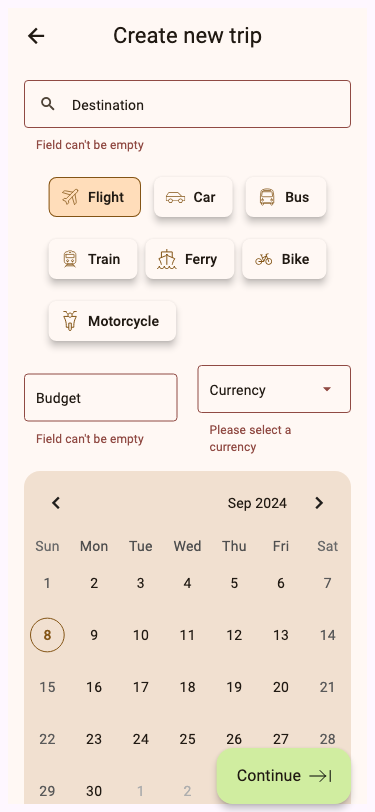 Create new trip
Destination
Field can't be empty
Flight Car Bus
Train Ferry Bike
Motorcycle
Budget Currency
Field can't be empty Please select a
currency
Sep 2024
Sun Mon Tue Wed Thu Fri Sat
1 2 3 4 5 6 7
8 9 10 11 12 13 14
15 16 17 18 19 20 21
22 23 24 25 26 27 28
29 30 1 2
Continue